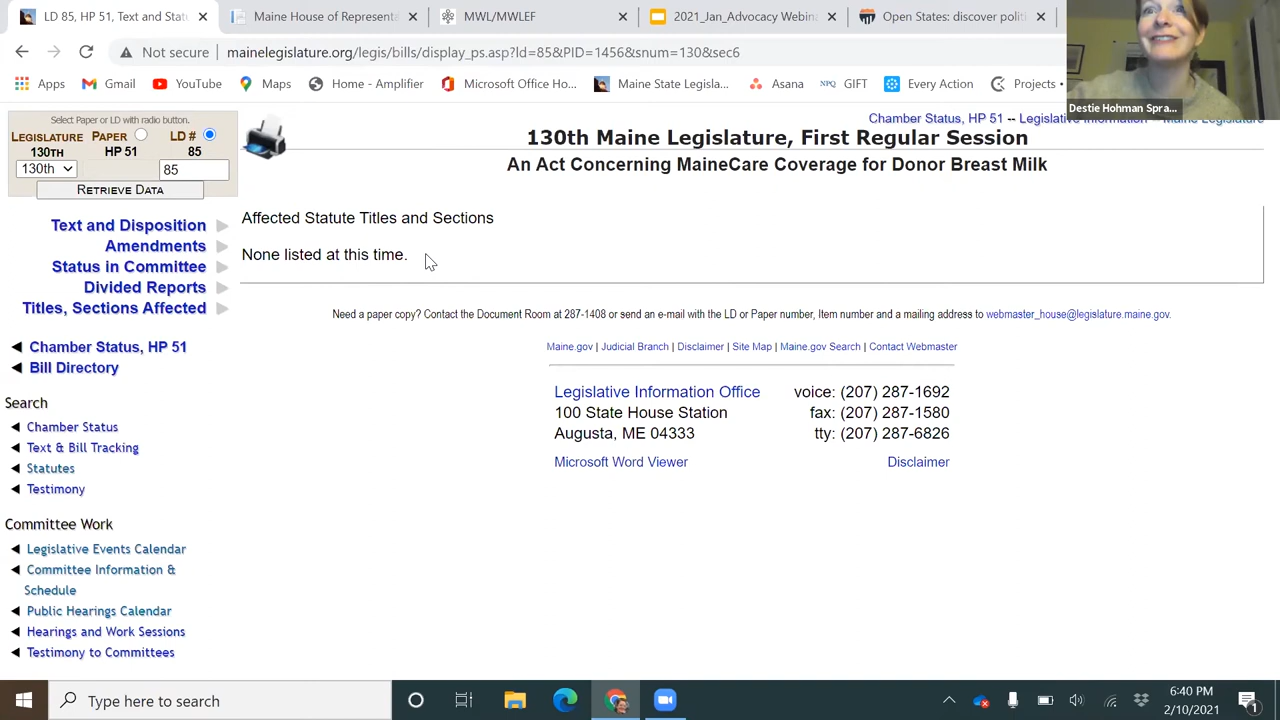 LD 85, HP 51, Text and Statu
Maine House of Represent
MWL/MWLEF
2021_Jan_Advocacy Webina
Open States: discover politi
Not secure
mainelegislature.org/legis/bills/display_ps.asp?ld=85&PID=1456&snum=130&sec6
Apps
Gmail
YouTube
Maps
Home - Amplifier
Microsoft Office Ho...
Maine State Legisla...
Asana
NPQ GIFT
Every Action
Projects
Destie Hohman Spra...
Select Paper or LD with radio button.
LEGISLATURE PAPER LD #
130TH HP 51 85
130th 85
RETRIEVE DATA
Chamber Status, HP 51 -- Legislative Information -- Maine Legislature
130th Maine Legislature, First Regular Session
An Act Concerning MaineCare Coverage for Donor Breast Milk
Text and Disposition
Amendments
Status in Committee
Divided Reports
Titles, Sections Affected
Chamber Status, HP 51
Bill Directory
Search
Chamber Status
Text & Bill Tracking
Statutes
Testimony
Committee Work
Legislative Events Calendar
Committee Information &
Schedule
Public Hearings Calendar
Hearings and Work Sessions
Testimony to Committees
Affected Statute Titles and Sections
None listed at this time.
Need a paper copy? Contact the Document Room at 287-1408 or send an e-mail with the LD or Paper number, Item number and a mailing address to webmaster_house@legislature.maine.gov.
Maine.gov | Judicial Branch | Disclaimer | Site Map | Maine.gov Search | Contact Webmaster
Legislative Information Office voice: (207) 287-1692
100 State House Station fax: (207) 287-1580
Augusta, ME 04333 tty: (207) 287-6826
Microsoft Word Viewer Disclaimer
Type here to search
6:40 PM
2/10/2021
1